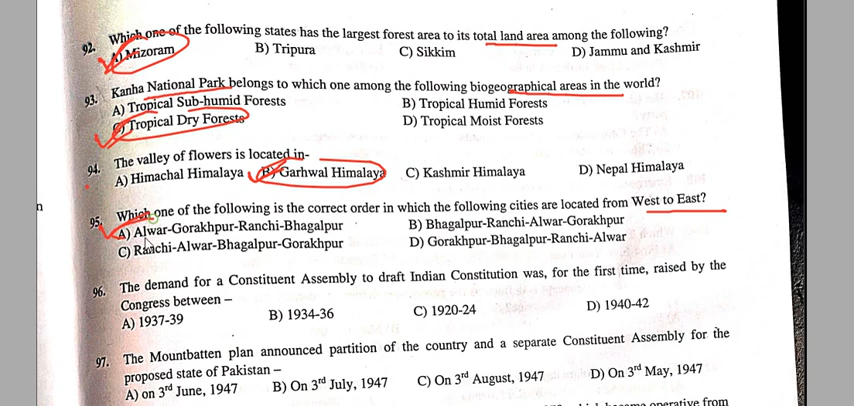 92. Which one of the following states has the largest forest area to its total land area among the following?
A) Mizoram B) Tripura C) Sikkim D) Jammu and Kashmir
93. Kanha National Park belongs to which one among the following biogeographical areas in the world?
A) Tropical Sub-humid Forests B) Tropical Humid Forests
C) Tropical Dry Forests D) Tropical Moist Forests
94. The valley of flowers is located in-
A) Himachal Himalaya B) Garhwal Himalaya C) Kashmir Himalaya D) Nepal Himalaya
n
95. Which one of the following is the correct order in which the following cities are located from West to East?
A) Alwar-Gorakhpur-Ranchi-Bhagalpur B) Bhagalpur-Ranchi-Alwar-Gorakhpur
C) Ranchi-Alwar-Bhagalpur-Gorakhpur D) Gorakhpur-Bhagalpur-Ranchi-Alwar
96. The demand for a Constituent Assembly to draft Indian Constitution was, for the first time, raised by the
Congress between –
A) 1937-39 B) 1934-36 C) 1920-24 D) 1940-42
97. The Mountbatten plan announced partition of the country and a separate Constituent Assembly for the
proposed state of Pakistan –
A) on 3rd June, 1947 B) On 3rd July, 1947 C) On 3rd August, 1947 D) On 3rd May, 1947
operative from